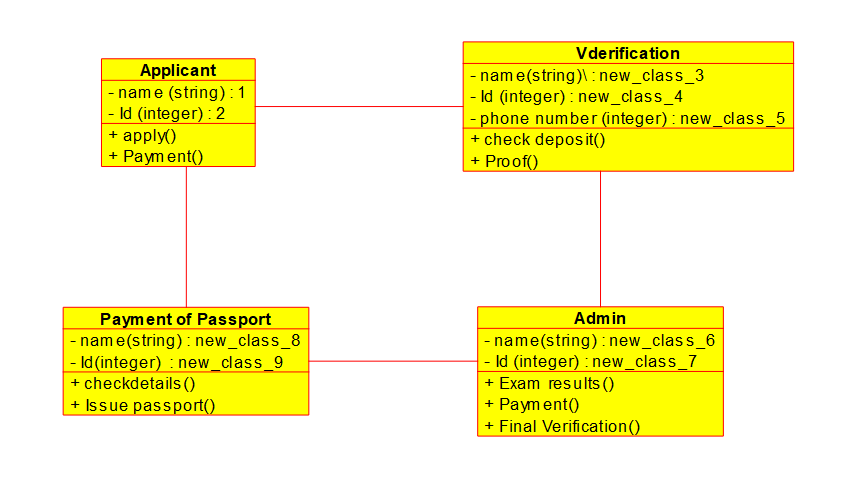 Applicant
- name (string) : 1
- Id (integer) : 2
+ apply()
+ Payment()
Vderification
- name(string)\ : new_class_3
- Id (integer) : new_class_4
- phone number (integer) : new_class_5
+ check deposit()
+ Proof()
Payment of Passport
- name(string) : new_class_8
- Id(integer) : new_class_9
+ checkdetails()
+ Issue passport()
Admin
- name(string) : new_class_6
- Id (integer) : new_class_7
+ Exam results()
+ Payment()
+ Final Verification()